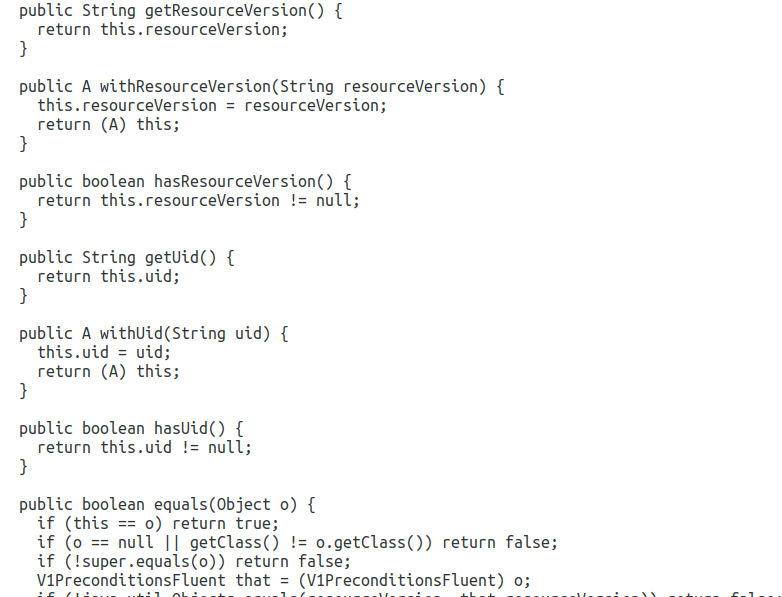 public String getResourceVersion() {
  return this.resourceVersion;
}

public A withResourceVersion(String resourceVersion) {
  this.resourceVersion = resourceVersion;
  return (A) this;
}

public boolean hasResourceVersion() {
  return this.resourceVersion != null;
}

public String getUid() {
  return this.uid;
}

public A withUid(String uid) {
  this.uid = uid;
  return (A) this;
}

public boolean hasUid() {
  return this.uid != null;
}

public boolean equals(Object o) {
  if (this == o) return true;
  if (o == null || getClass() != o.getClass()) return false;
  if (!super.equals(o)) return false;
  V1PreconditionsFluent that = (V1PreconditionsFluent) o;